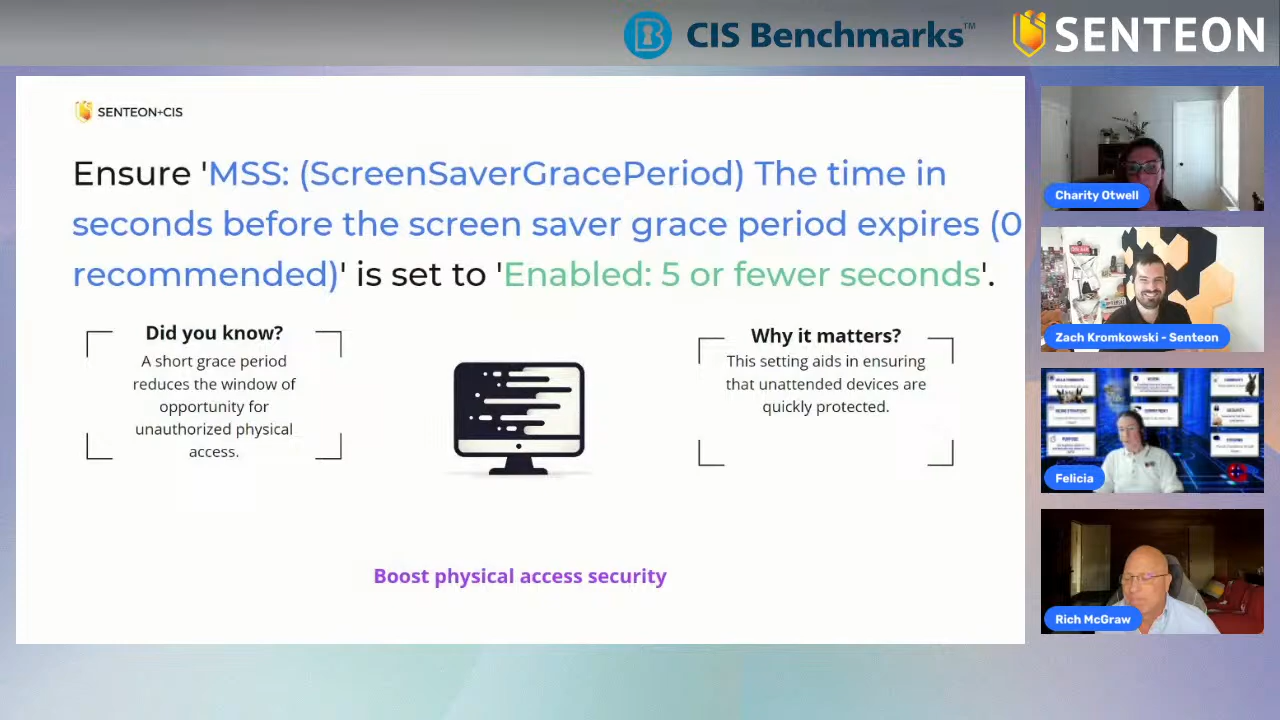 CIS Benchmarks™
SENTEON
SENTEON+CIS
Ensure 'MSS: (ScreenSaverGracePeriod) The time in
seconds before the screen saver grace period expires (0
recommended)' is set to 'Enabled: 5 or fewer seconds'.
Did you know?
A short grace period
reduces the window of
opportunity for
unauthorized physical
access.
Why it matters?
This setting aids in ensuring
that unattended devices are
quickly protected.
Boost physical access security
Charity Otwell
Zach Kromkowski - Senteon
Felicia
Rich McGraw